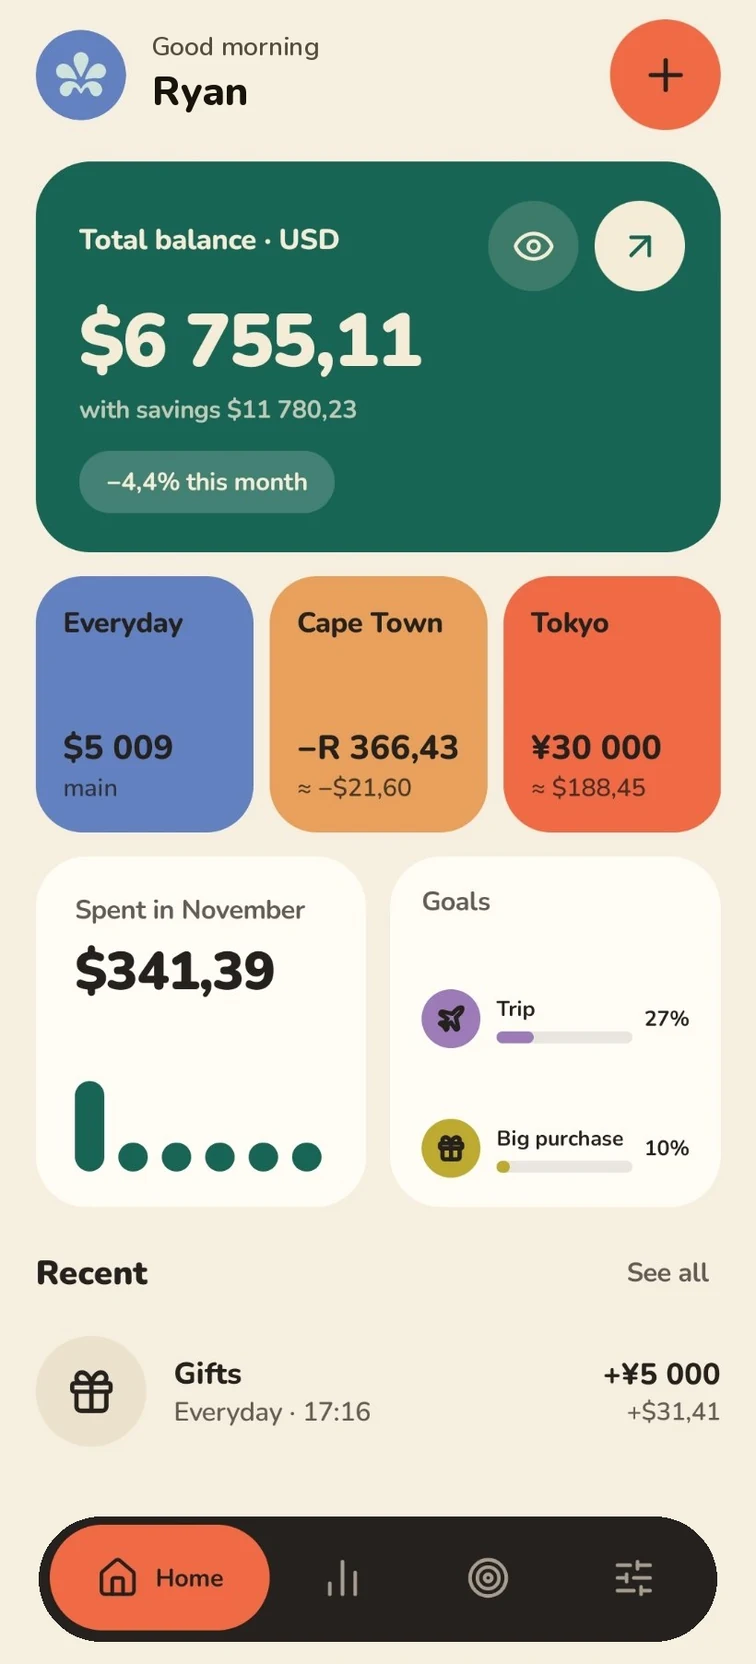 Good morning
Ryan
Total balance · USD
$6 755,11
with savings $11 780,23
−4,4% this month
Everyday
$5 009
main
Cape Town
−R 366,43
≈ −$21,60
Tokyo
¥30 000
≈ $188,45
Spent in November
$341,39
Goals
Trip
27%
Big purchase
10%
Recent
See all
Gifts
+¥5 000
Everyday · 17:16
+$31,41
Home